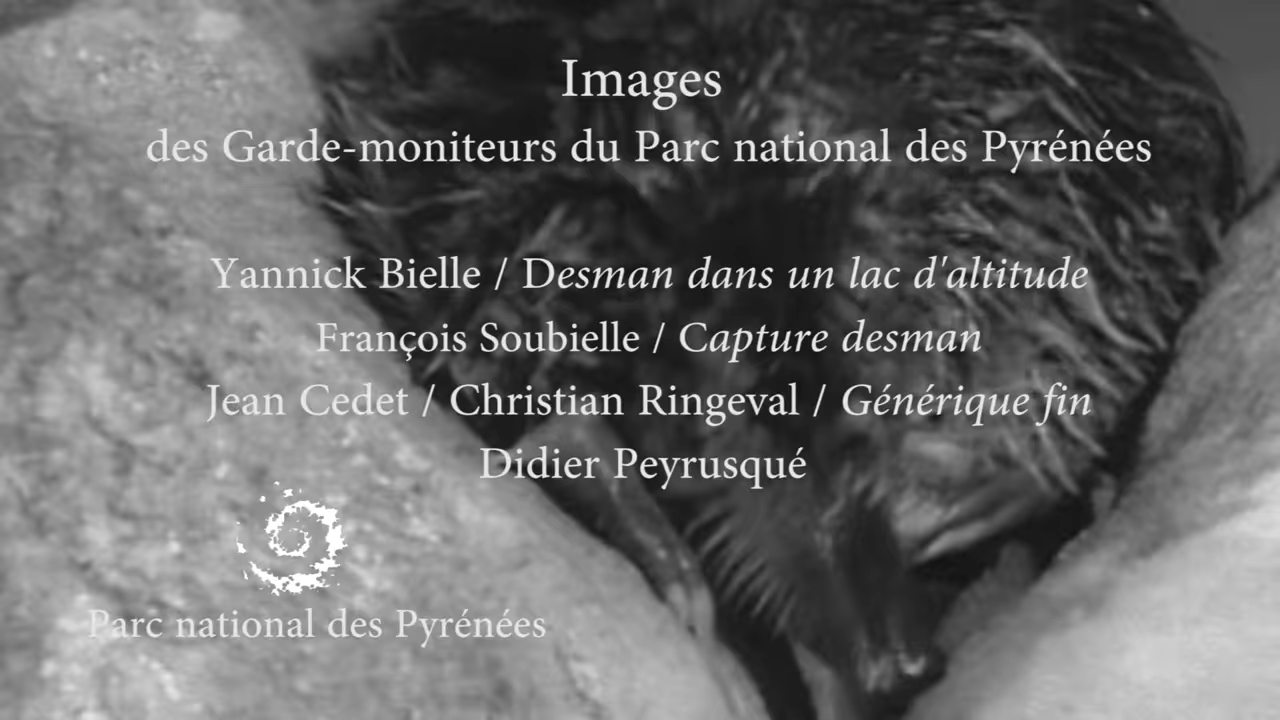 Images
des Garde-moniteurs du Parc national des Pyrénées
Yannick Bielle / Desman dans un lac d'altitude
François Soubielle / Capture desman
Jean Cedet / Christian Ringeval / Générique fin
Didier Peyrusqué
Parc national des Pyrénées